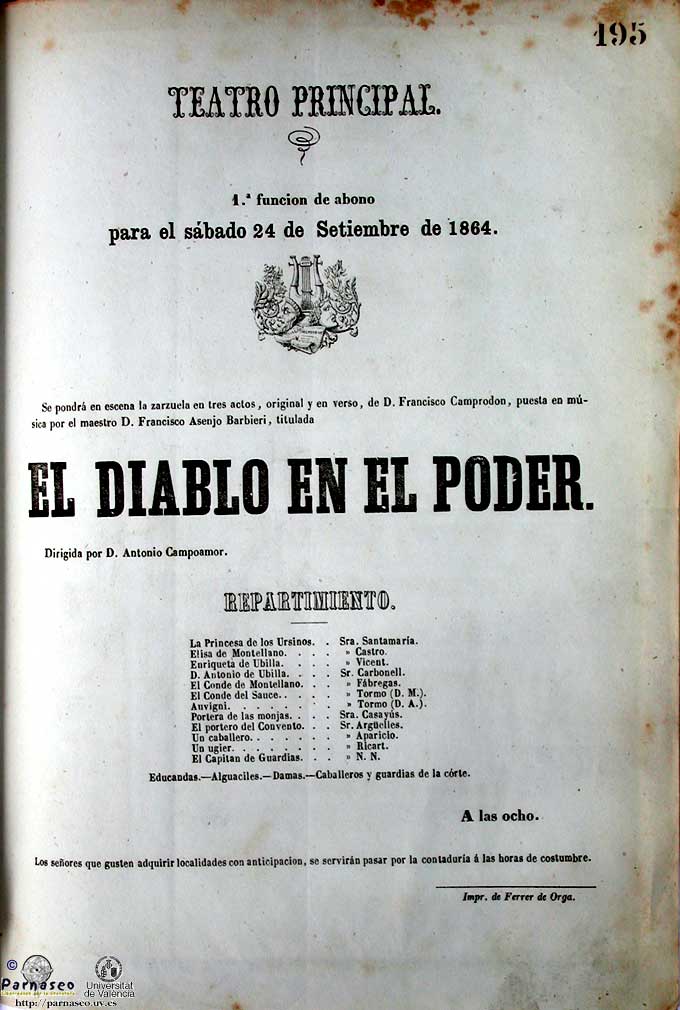 195
TEATRO PRINCIPAL.
1.ª funcion de abono
para el sábado 24 de Setiembre de 1864.
Se pondrá en escena la zarzuela en tres actos, original y en verso, de D. Francisco Camprodon, puesta en mú-
sica por el maestro D. Francisco Asenjo Barbieri, titulada
EL DIABLO EN EL PODER.
Dirigida por D. Antonio Campoamor.
REPARTIMIENTO.
La Princesa de los Ursinos. . Sra. Santamaría.
Elisa de Montellano. . . . » Castro.
Enriqueta de Ubilla. . . . » Vicent.
D. Antonio de Ubilla. . . . Sr. Carbonell.
El Conde de Montellano. . . » Fábregas.
El Conde del Sauce. . . . . » Tormo (D. M.).
Auvigni. . . . . . . . » Tormo (D. A.).
Portera de las monjas. . . . Sra. Casayús.
El portero del Convento. . . Sr. Argüelles.
Un caballero. . . . . . . » Aparicio.
Un ugier. . . . . . . . » Ricart.
El Capitan de Guardias. . . » N. N.
Educandas.—Alguaciles.—Damas.—Caballeros y guardias de la córte.
A las ocho.
Los señores que gusten adquirir localidades con anticipacion, se servirán pasar por la contaduría á las horas de costumbre.
Impr. de Ferrer de Orga.
© Parnaseo
Universitat
de València
http://parnaseo.uv.es